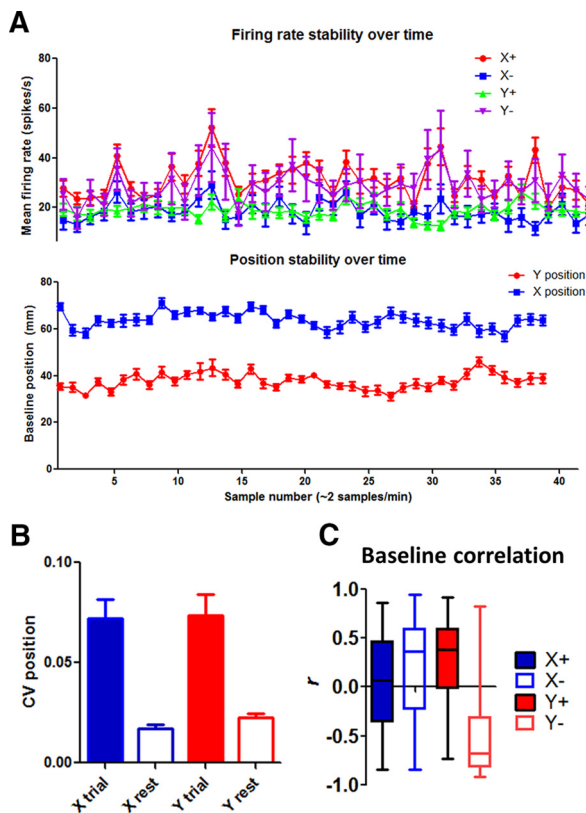 A
Firing rate stability over time
X+
X-
Y+
Y-
Mean firing rate (spikes/s)
80
60
40
20
Position stability over time
Y position
X position
Baseline position (mm)
80
60
40
20
0
5
10
15
20
25
30
35
40
Sample number (~2 samples/min)
B
CV position
0.10
0.05
0.00
X trial
X rest
Y trial
Y rest
C
Baseline correlation
r
1.0
0.5
0.0
-0.5
-1.0
X+
X-
Y+
Y-